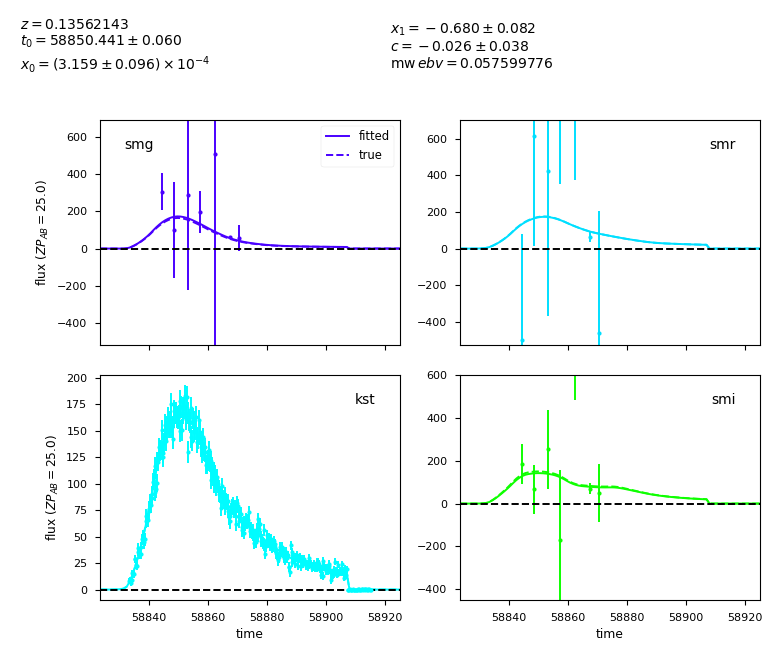 z = 0.13562143
t₀ = 58850.441 ± 0.060
x₀ = (3.159 ± 0.096) × 10⁻⁴
x₁ = −0.680 ± 0.082
c = −0.026 ± 0.038
mw ebv = 0.057599776
smg
fitted
true
600
400
200
0
−200
−400
flux (ZP_AB = 25.0)
smr
600
400
200
0
−200
−400
kst
200
175
150
125
100
75
50
25
0
flux (ZP_AB = 25.0)
58840 58860 58880 58900 58920
time
smi
600
400
200
0
−200
−400
58840 58860 58880 58900 58920
time